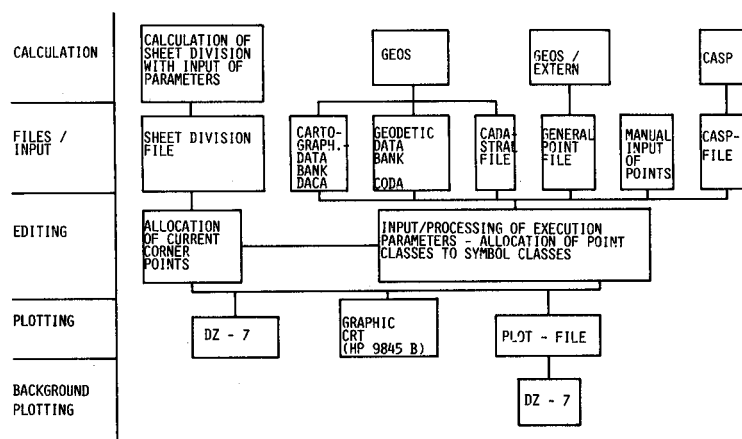 CALCULATION
CALCULATION OF
SHEET DIVISION
WITH INPUT OF
PARAMETERS
GEOS
GEOS /
EXTERN
CASP
FILES /
INPUT
SHEET DIVISION
FILE
CARTO-
GRAPH.-
DATA
BANK
DACA
GEODETIC
DATA
BANK
CODA
CADA-
STRAL
FILE
GENERAL
POINT
FILE
MANUAL
INPUT
OF
POINTS
CASP-
FILE
EDITING
ALLOCATION
OF CURRENT
CORNER
POINTS
INPUT/PROCESSING OF EXECUTION
PARAMETERS - ALLOCATION OF POINT
CLASSES TO SYMBOL CLASSES
PLOTTING
DZ - 7
GRAPHIC
CRT
(HP 9845 B)
PLOT - FILE
BACKGROUND
PLOTTING
DZ - 7